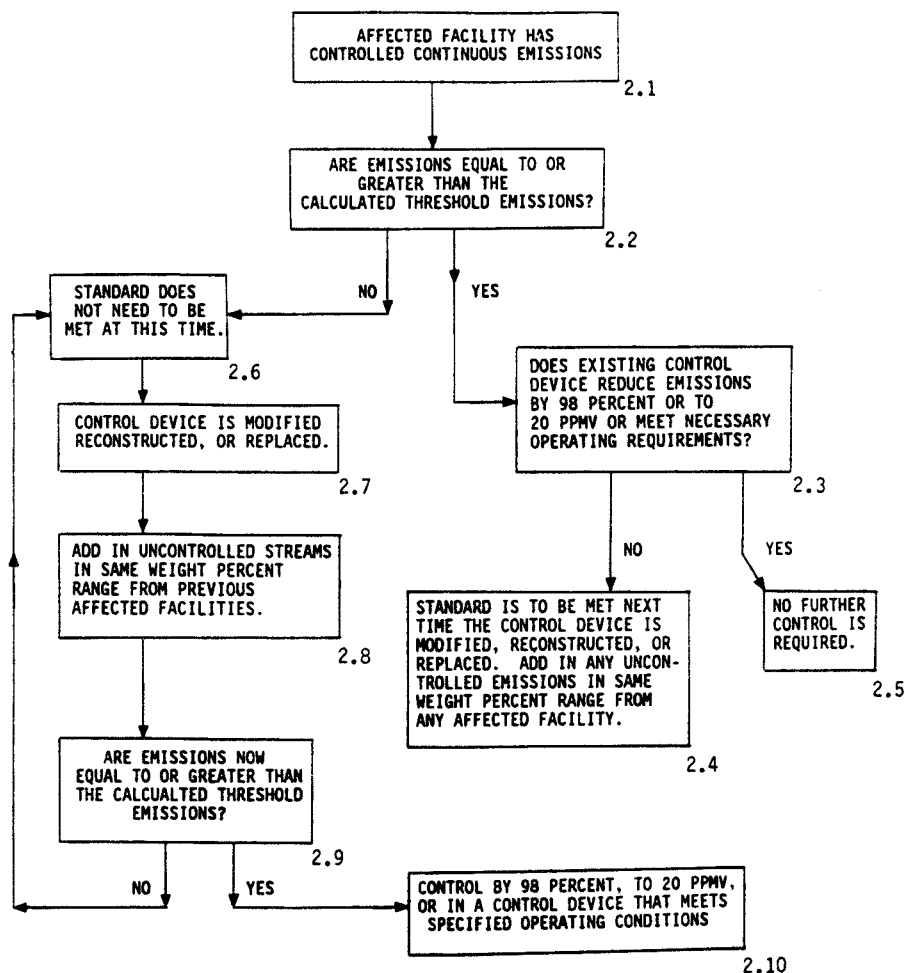 AFFECTED FACILITY HAS
CONTROLLED CONTINUOUS EMISSIONS
2.1
ARE EMISSIONS EQUAL TO OR
GREATER THAN THE
CALCULATED THRESHOLD EMISSIONS?
2.2
NO
YES
STANDARD DOES
NOT NEED TO BE
MET AT THIS TIME.
2.6
DOES EXISTING CONTROL
DEVICE REDUCE EMISSIONS
BY 98 PERCENT OR TO
20 PPMV OR MEET NECESSARY
OPERATING REQUIREMENTS?
2.3
CONTROL DEVICE IS MODIFIED
RECONSTRUCTED, OR REPLACED.
2.7
NO
YES
ADD IN UNCONTROLLED STREAMS
IN SAME WEIGHT PERCENT
RANGE FROM PREVIOUS
AFFECTED FACILITIES.
2.8
STANDARD IS TO BE MET NEXT
TIME THE CONTROL DEVICE IS
MODIFIED, RECONSTRUCTED, OR
REPLACED. ADD IN ANY UNCON-
TROLLED EMISSIONS IN SAME
WEIGHT PERCENT RANGE FROM
ANY AFFECTED FACILITY.
2.4
NO FURTHER
CONTROL IS
REQUIRED.
2.5
ARE EMISSIONS NOW
EQUAL TO OR GREATER THAN
THE CALCUALTED THRESHOLD
EMISSIONS?
2.9
NO
YES
CONTROL BY 98 PERCENT, TO 20 PPMV,
OR IN A CONTROL DEVICE THAT MEETS
SPECIFIED OPERATING CONDITIONS
2.10